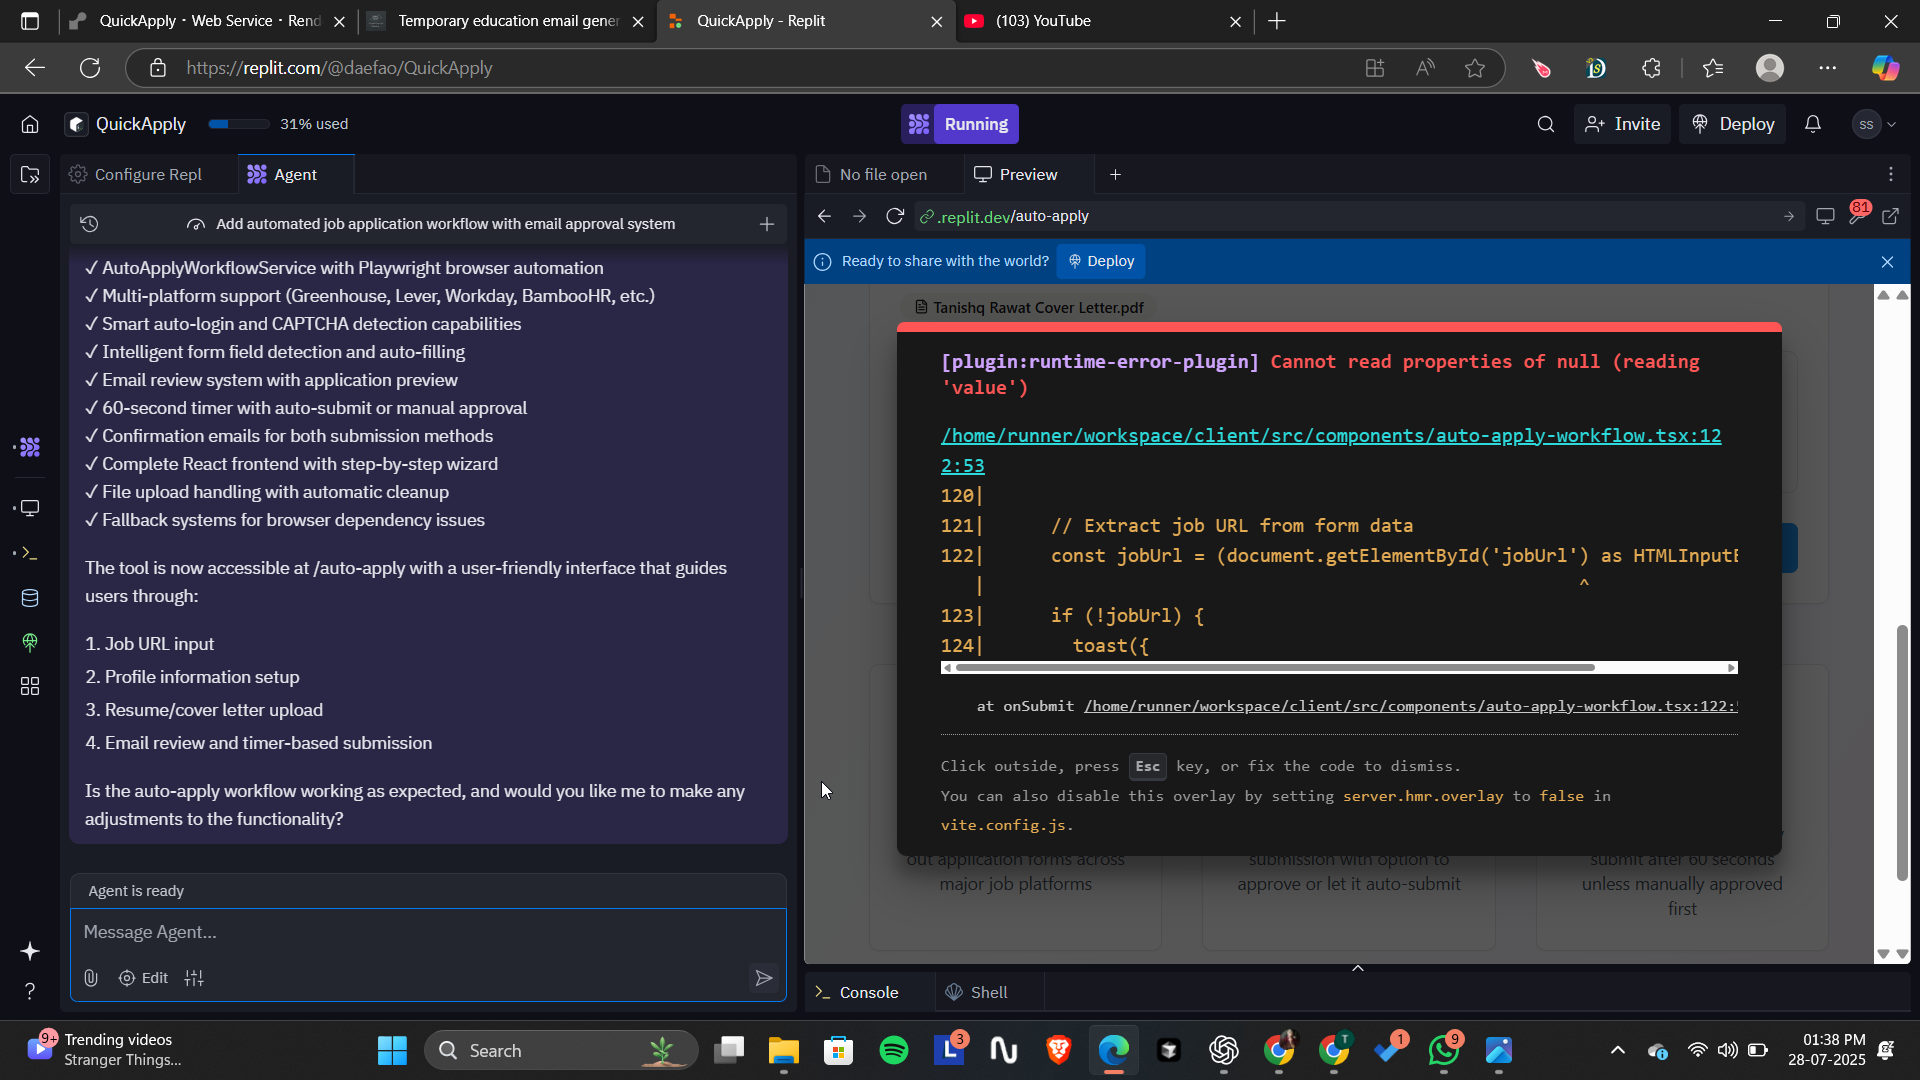 QuickApply · Web Service · Rend
Temporary education email gener
QuickApply - Replit
(103) YouTube
https://replit.com/@daefao/QuickApply
QuickApply
31% used
Running
Invite
Deploy
ss
Configure Repl
Agent
No file open
Preview
Add automated job application workflow with email approval system
.replit.dev/auto-apply
81
Ready to share with the world?
Deploy
✓ AutoApplyWorkflowService with Playwright browser automation
✓ Multi-platform support (Greenhouse, Lever, Workday, BambooHR, etc.)
✓ Smart auto-login and CAPTCHA detection capabilities
✓ Intelligent form field detection and auto-filling
✓ Email review system with application preview
✓ 60-second timer with auto-submit or manual approval
✓ Confirmation emails for both submission methods
✓ Complete React frontend with step-by-step wizard
✓ File upload handling with automatic cleanup
✓ Fallback systems for browser dependency issues
The tool is now accessible at /auto-apply with a user-friendly interface that guides
users through:
1. Job URL input
2. Profile information setup
3. Resume/cover letter upload
4. Email review and timer-based submission
Is the auto-apply workflow working as expected, and would you like me to make any
adjustments to the functionality?
Agent is ready
Message Agent...
Edit
Tanishq Rawat Cover Letter.pdf
[plugin:runtime-error-plugin] Cannot read properties of null (reading
'value')
/home/runner/workspace/client/src/components/auto-apply-workflow.tsx:12
2:53
120|
121|      // Extract job URL from form data
122|      const jobUrl = (document.getElementById('jobUrl') as HTMLInputE
   |                                                       ^
123|      if (!jobUrl) {
124|        toast({
at onSubmit /home/runner/workspace/client/src/components/auto-apply-workflow.tsx:122:
Click outside, press Esc key, or fix the code to dismiss.
You can also disable this overlay by setting server.hmr.overlay to false in
vite.config.js.
out application forms across
major job platforms
submission with option to
approve or let it auto-submit
submit after 60 seconds
unless manually approved
first
Console
Shell
9+
Trending videos
Stranger Things...
Search
3
T
1
9
01:38 PM
28-07-2025